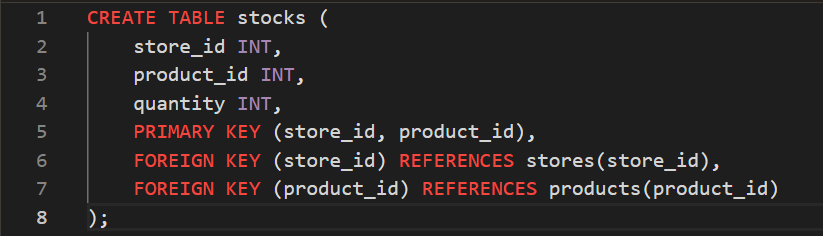 1 CREATE TABLE stocks (
2 store_id INT,
3 product_id INT,
4 quantity INT,
5 PRIMARY KEY (store_id, product_id),
6 FOREIGN KEY (store_id) REFERENCES stores(store_id),
7 FOREIGN KEY (product_id) REFERENCES products(product_id)
8 );